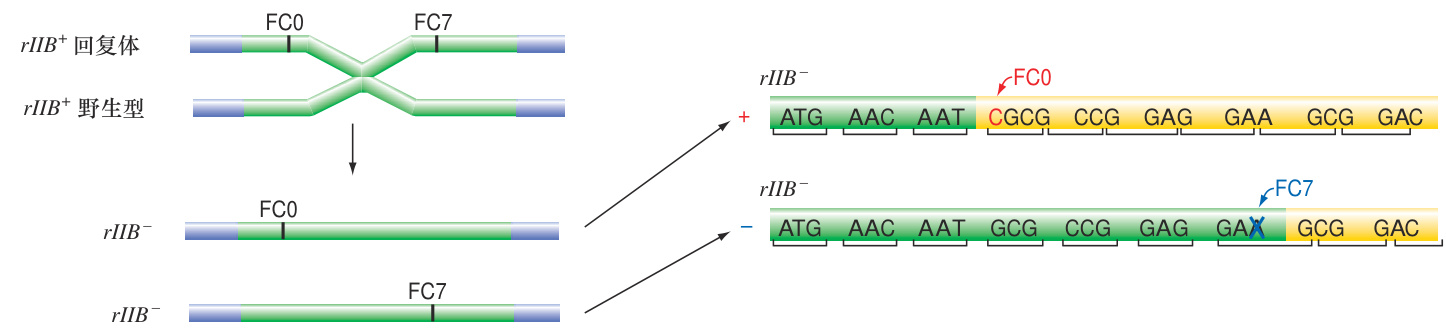 FC0 FC7
rIIB⁺ 回复体
rIIB⁺ 野生型
FC0
rIIB⁻
FC7
rIIB⁻
rIIB⁻
FC0
+
ATG AAC AAT CGCG CCG GAG GAA GCG GAC
rIIB⁻
FC7
−
ATG AAC AAT GCG CCG GAG GAA GCG GAC